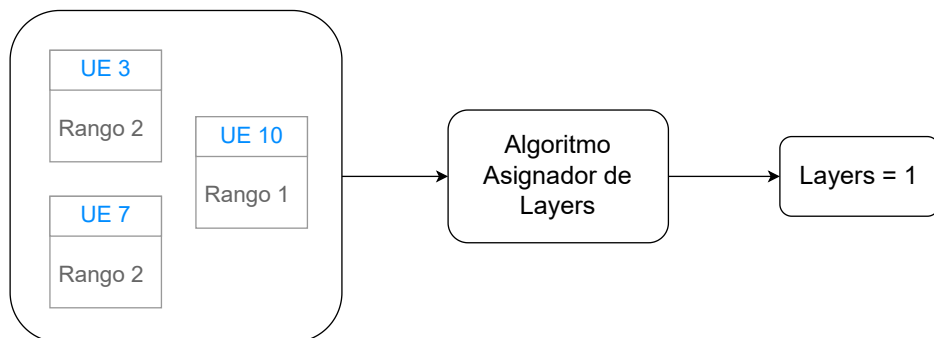 UE 3
Rango 2
UE 10
Rango 1
UE 7
Rango 2
Algoritmo
Asignador de
Layers
Layers = 1